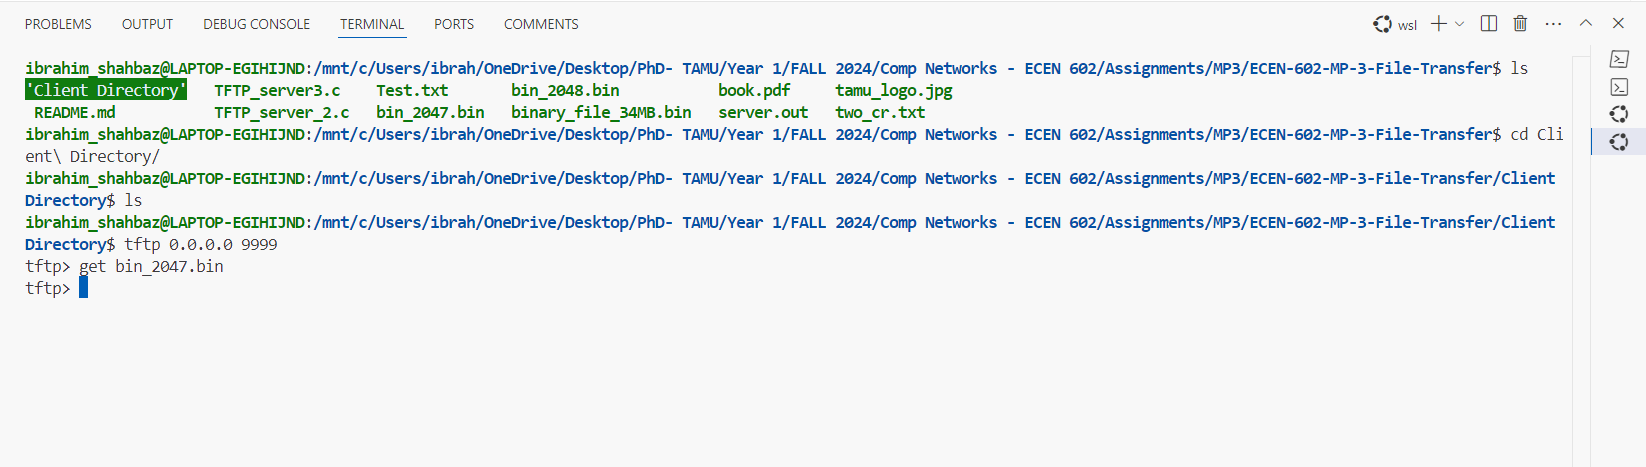 PROBLEMS OUTPUT DEBUG CONSOLE TERMINAL PORTS COMMENTS wsl
ibrahim_shahbaz@LAPTOP-EGIHIJND:/mnt/c/Users/ibrah/OneDrive/Desktop/PhD- TAMU/Year 1/FALL 2024/Comp Networks - ECEN 602/Assignments/MP3/ECEN-602-MP-3-File-Transfer$ ls
'Client Directory' TFTP_server3.c Test.txt bin_2048.bin book.pdf tamu_logo.jpg
README.md TFTP_server_2.c bin_2047.bin binary_file_34MB.bin server.out two_cr.txt
ibrahim_shahbaz@LAPTOP-EGIHIJND:/mnt/c/Users/ibrah/OneDrive/Desktop/PhD- TAMU/Year 1/FALL 2024/Comp Networks - ECEN 602/Assignments/MP3/ECEN-602-MP-3-File-Transfer$ cd Cli
ent\ Directory/
ibrahim_shahbaz@LAPTOP-EGIHIJND:/mnt/c/Users/ibrah/OneDrive/Desktop/PhD- TAMU/Year 1/FALL 2024/Comp Networks - ECEN 602/Assignments/MP3/ECEN-602-MP-3-File-Transfer/Client
Directory$ ls
ibrahim_shahbaz@LAPTOP-EGIHIJND:/mnt/c/Users/ibrah/OneDrive/Desktop/PhD- TAMU/Year 1/FALL 2024/Comp Networks - ECEN 602/Assignments/MP3/ECEN-602-MP-3-File-Transfer/Client
Directory$ tftp 0.0.0.0 9999
tftp> get bin_2047.bin
tftp>